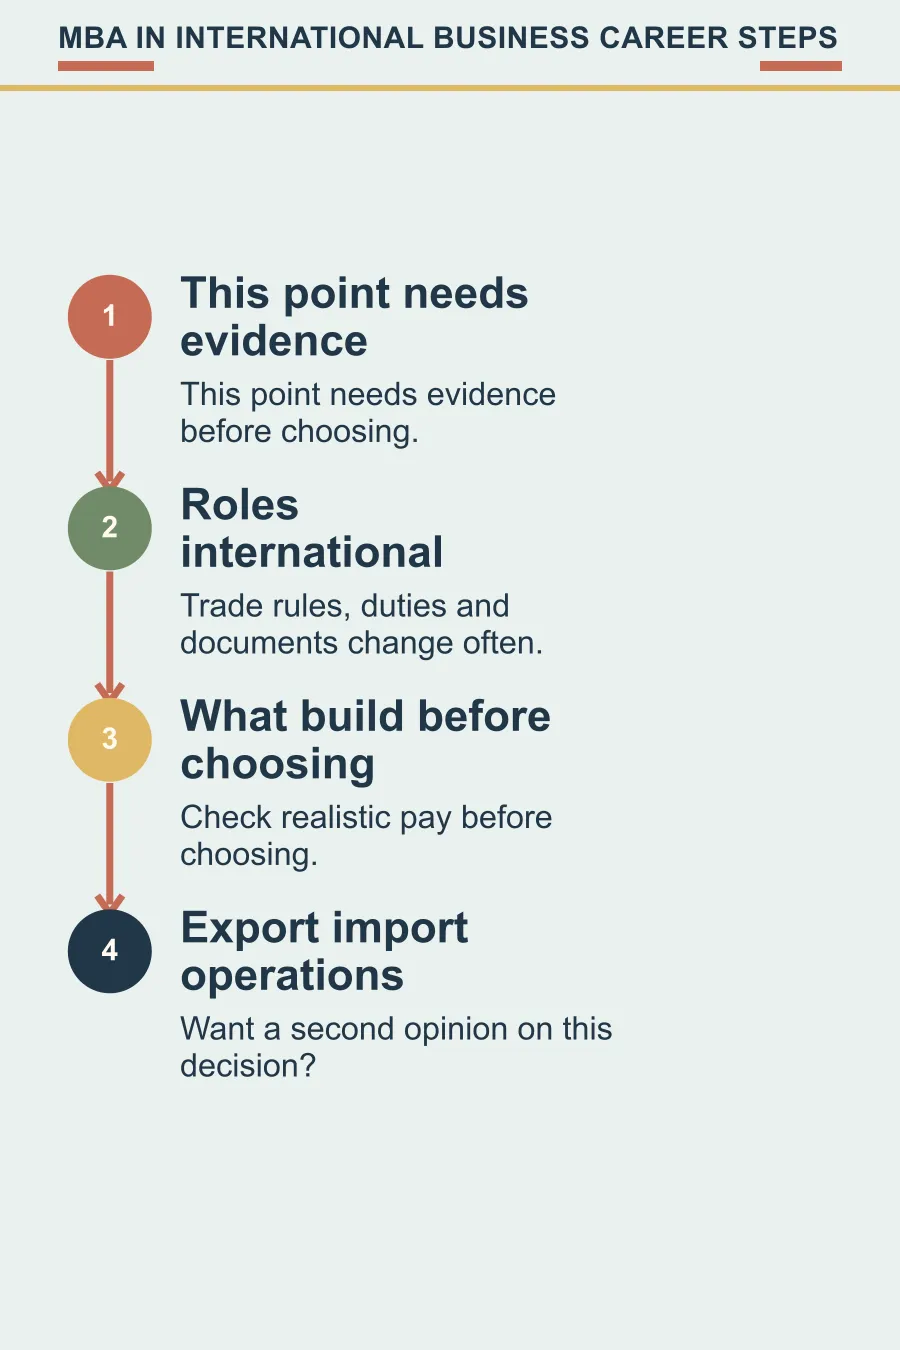 MBA IN INTERNATIONAL BUSINESS CAREER STEPS
1
This point needs
evidence
This point needs evidence
before choosing.
2
Roles
international
Trade rules, duties and
documents change often.
3
What build before
choosing
Check realistic pay before
choosing.
4
Export import
operations
Want a second opinion on this
decision?